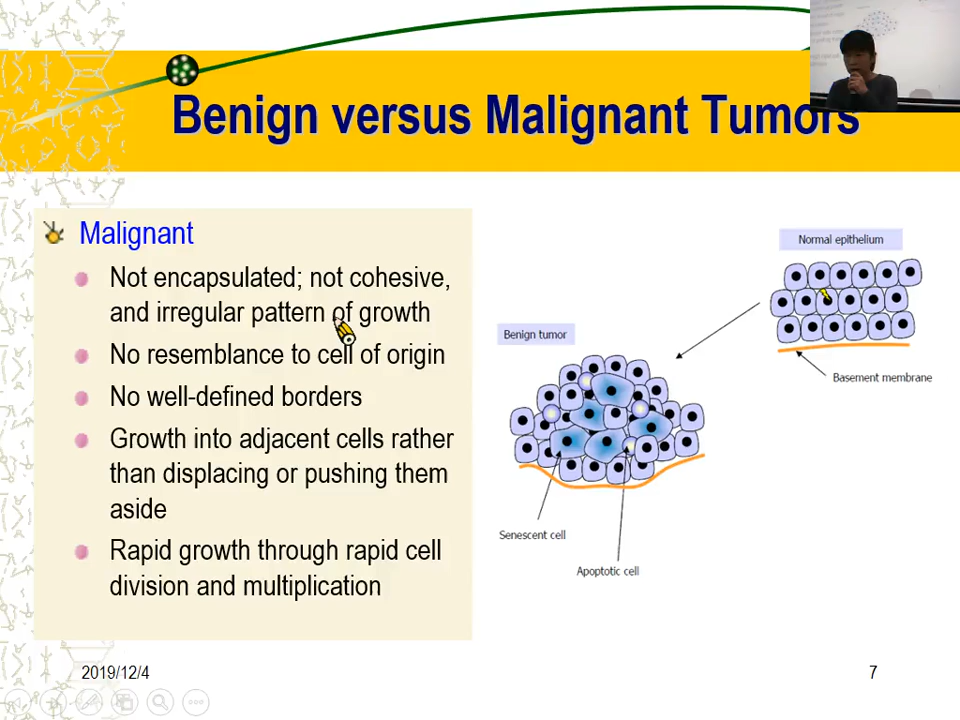 Benign versus Malignant Tumors
Malignant
Not encapsulated; not cohesive,
and irregular pattern of growth
No resemblance to cell of origin
No well-defined borders
Growth into adjacent cells rather
than displacing or pushing them
aside
Rapid growth through rapid cell
division and multiplication
Normal epithelium
Benign tumor
Basement membrane
Senescent cell
Apoptotic cell
2019/12/4
7